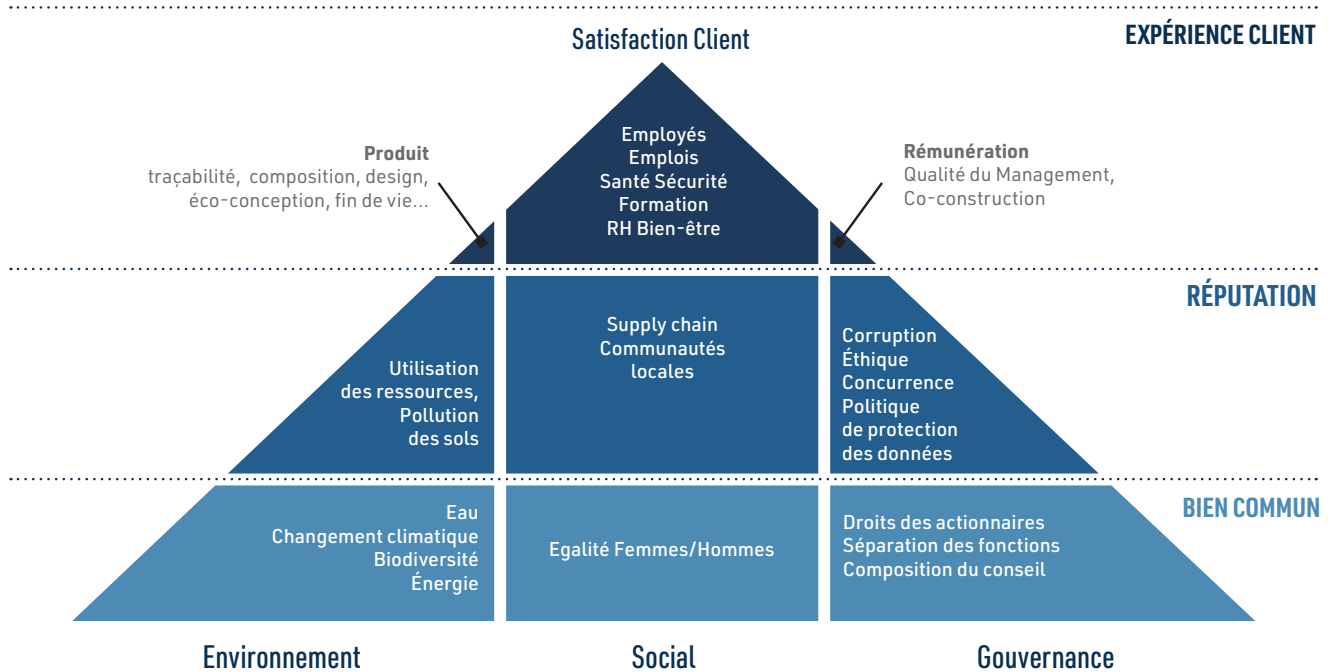 EXPÉRIENCE CLIENT
Satisfaction Client
Produit
traçabilité, composition, design,
éco-conception, fin de vie...
Employés
Emplois
Santé Sécurité
Formation
RH Bien-être
Rémunération
Qualité du Management,
Co-construction
RÉPUTATION
Utilisation
des ressources,
Pollution
des sols
Supply chain
Communautés
locales
Corruption
Éthique
Concurrence
Politique
de protection
des données
BIEN COMMUN
Eau
Changement climatique
Biodiversité
Énergie
Egalité Femmes/Hommes
Droits des actionnaires
Séparation des fonctions
Composition du conseil
Environnement
Social
Gouvernance